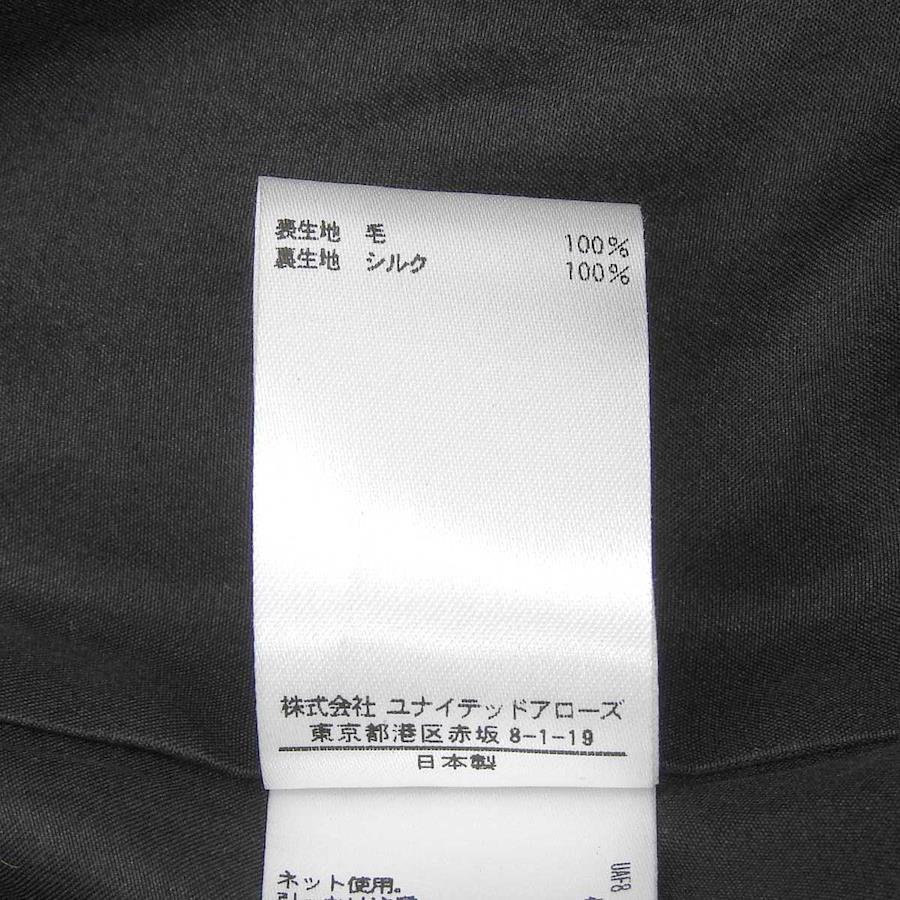 表生地 毛 100%
裏生地 シルク 100%
株式会社 ユナイテッドアローズ
東京都港区赤坂 8-1-19
日本製
ネット使用。
UAF8